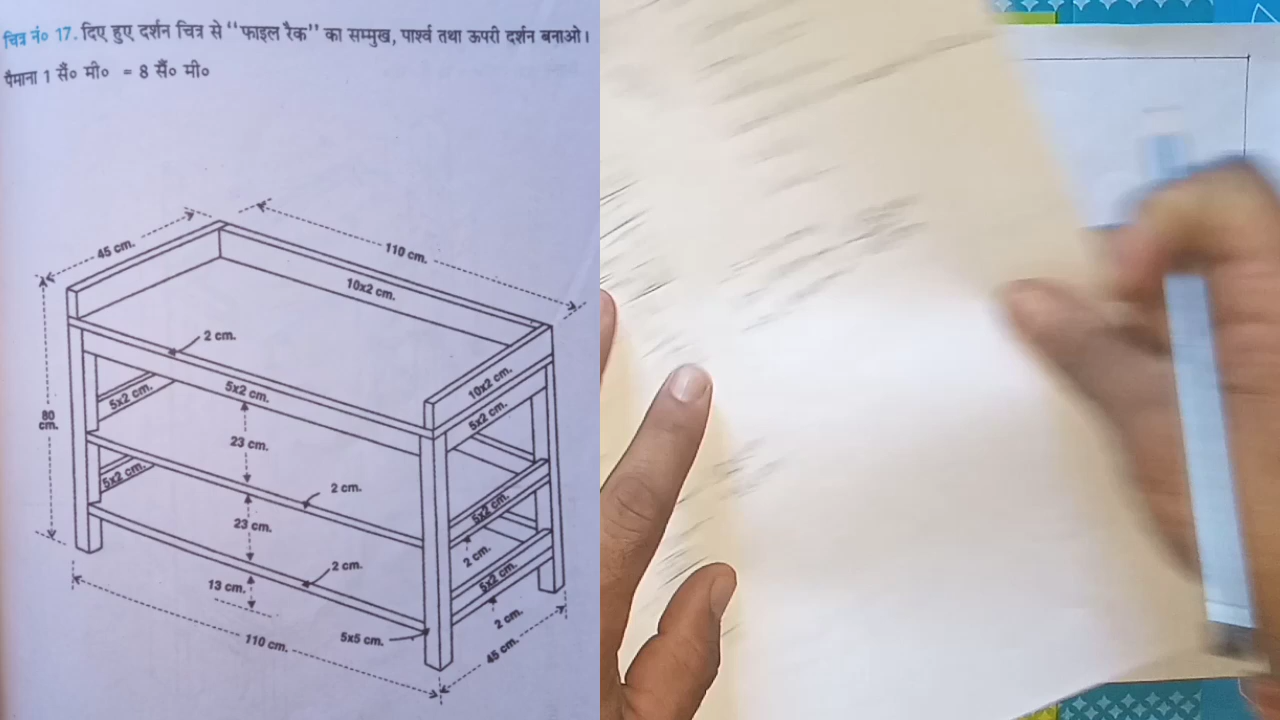 चित्र नं० 17. दिए हुए दर्शन चित्र से "फाइल रैक" का सम्मुख, पार्श्व तथा ऊपरी दर्शन बनाओ।
पैमाना 1 सैं० मी० = 8 सैं० मी०
45 cm.
110 cm.
10x2 cm.
2 cm.
10x2 cm.
5x2 cm.
5x2 cm.
5x2 cm.
80 cm.
23 cm.
2 cm.
5x2 cm.
5x2 cm.
23 cm.
2 cm.
2 cm.
5x2 cm.
13 cm.
2 cm.
5x5 cm.
110 cm.
45 cm.